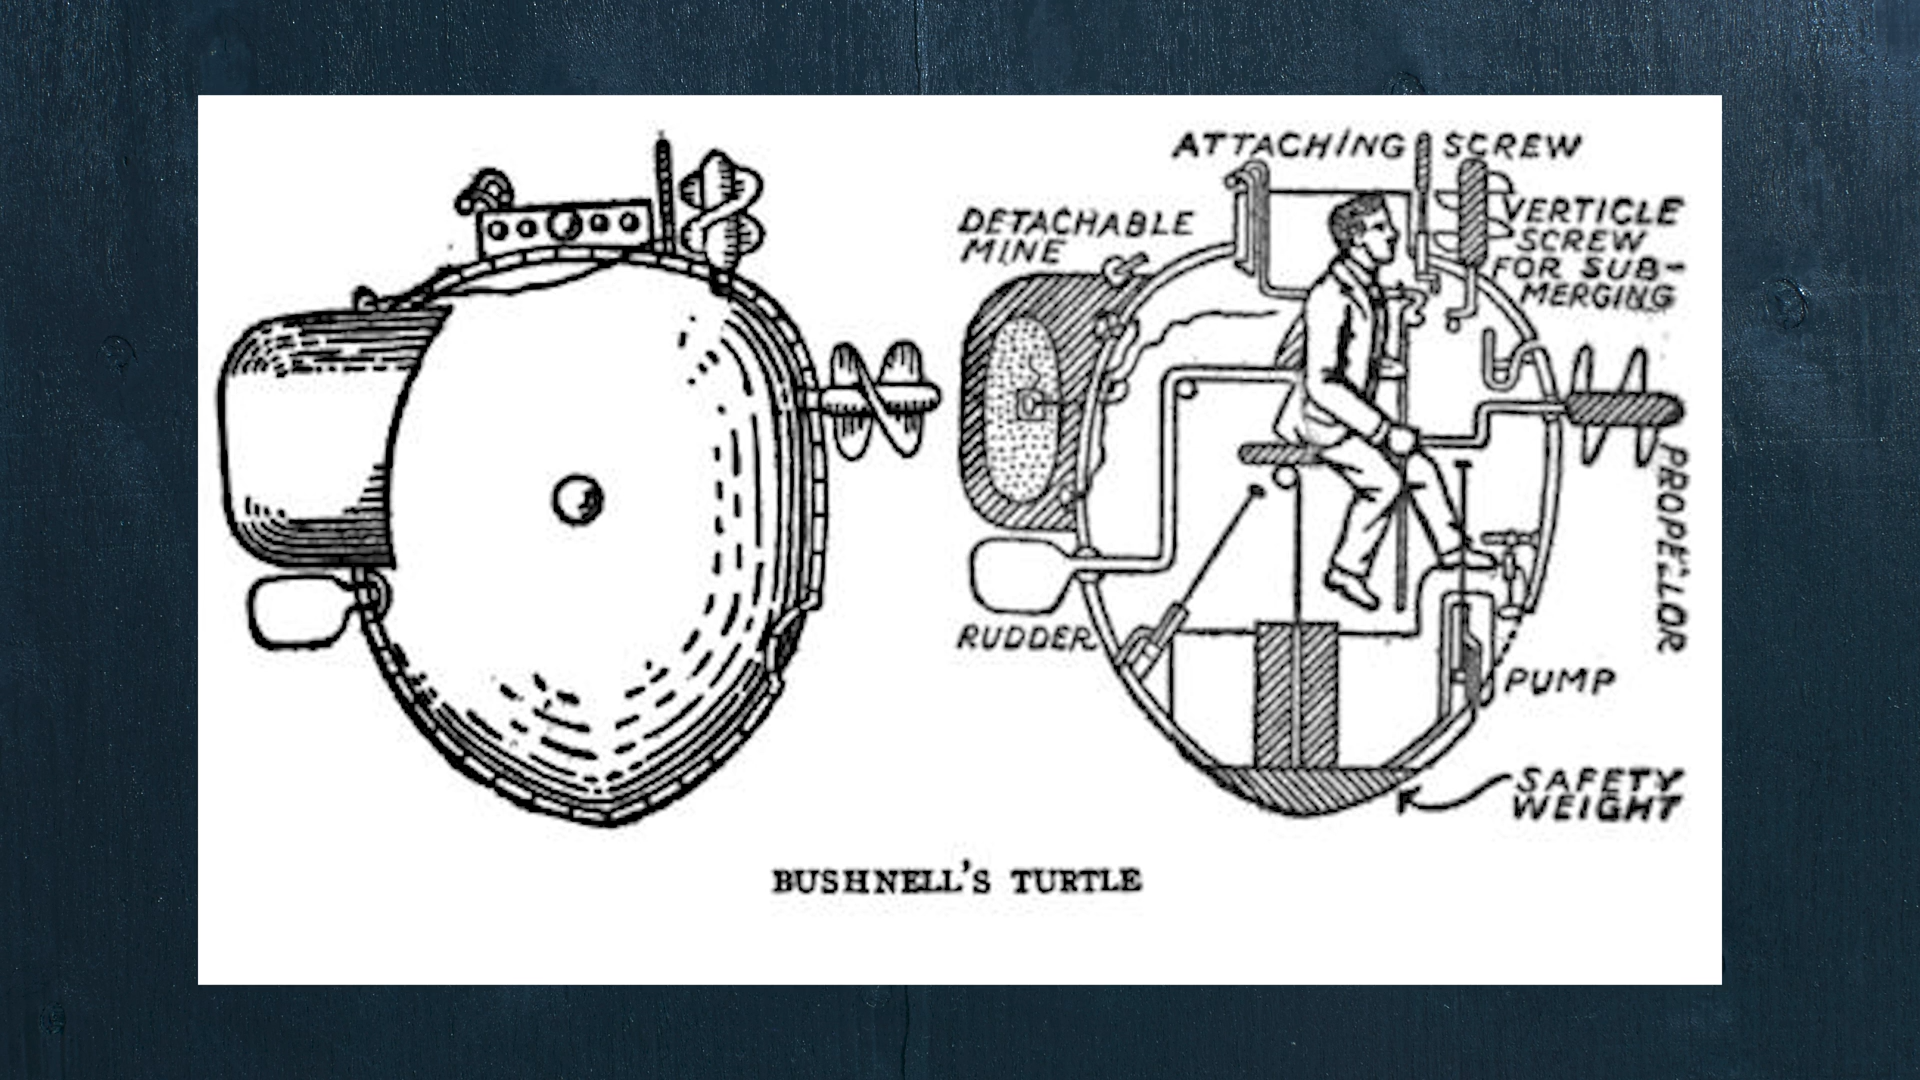 ATTACHING SCREW
DETACHABLE
MINE
VERTICLE
SCREW
FOR SUB-
MERGING
PROPELLOR
RUDDER
PUMP
SAFETY
WEIGHT
BUSHNELL'S TURTLE